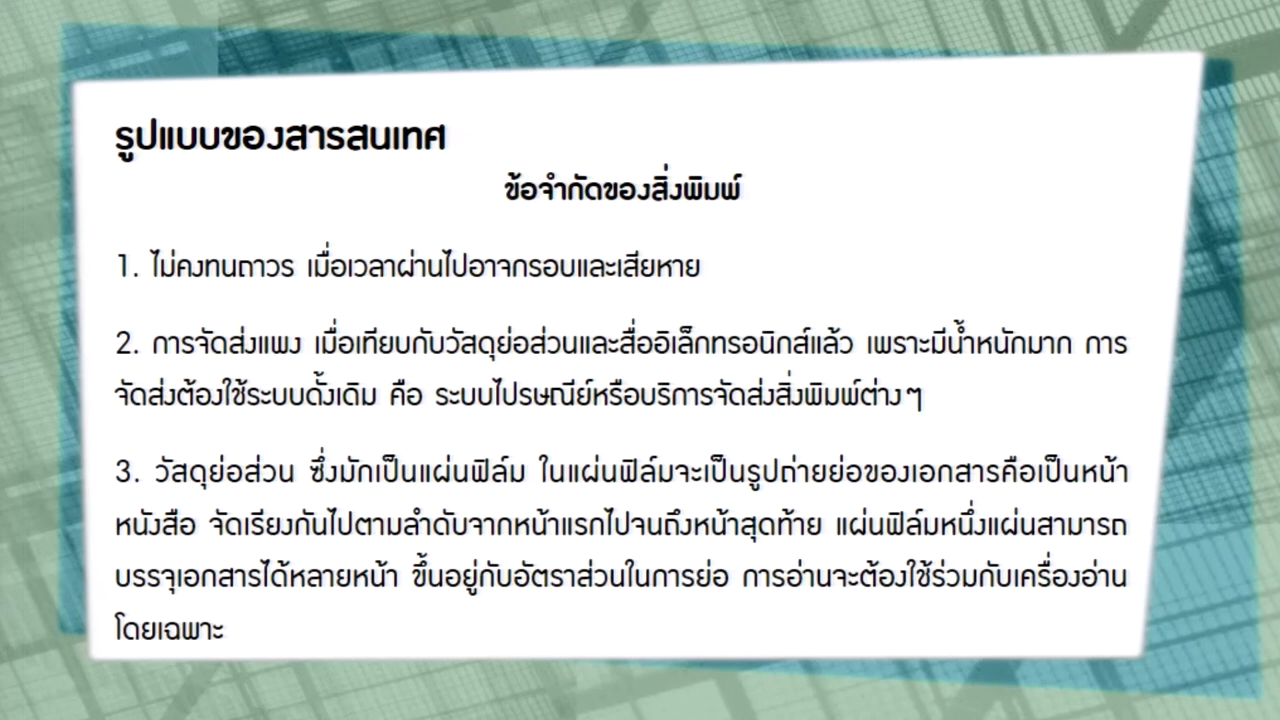 รูปแบบของสารสนเทศ
ข้อจำกัดของสิ่งพิมพ์
1. ไม่คงทนถาวร เมื่อเวลาผ่านไปอาจกรอบและเสียหาย
2. การจัดส่งแพง เมื่อเทียบกับวัสดุย่อส่วนและสื่ออิเล็กทรอนิกส์แล้ว เพราะมีน้ำหนักมาก การ
จัดส่งต้องใช้ระบบดั้งเดิม คือ ระบบไปรษณีย์หรือบริการจัดส่งสิ่งพิมพ์ต่างๆ
3. วัสดุย่อส่วน ซึ่งมักเป็นแผ่นฟิล์ม ในแผ่นฟิล์มจะเป็นรูปถ่ายย่อของเอกสารคือเป็นหน้า
หนังสือ จัดเรียงกันไปตามลำดับจากหน้าแรกไปจนถึงหน้าสุดท้าย แผ่นฟิล์มหนึ่งแผ่นสามารถ
บรรจุเอกสารได้หลายหน้า ขึ้นอยู่กับอัตราส่วนในการย่อ การอ่านจะต้องใช้ร่วมกับเครื่องอ่าน
โดยเฉพาะ